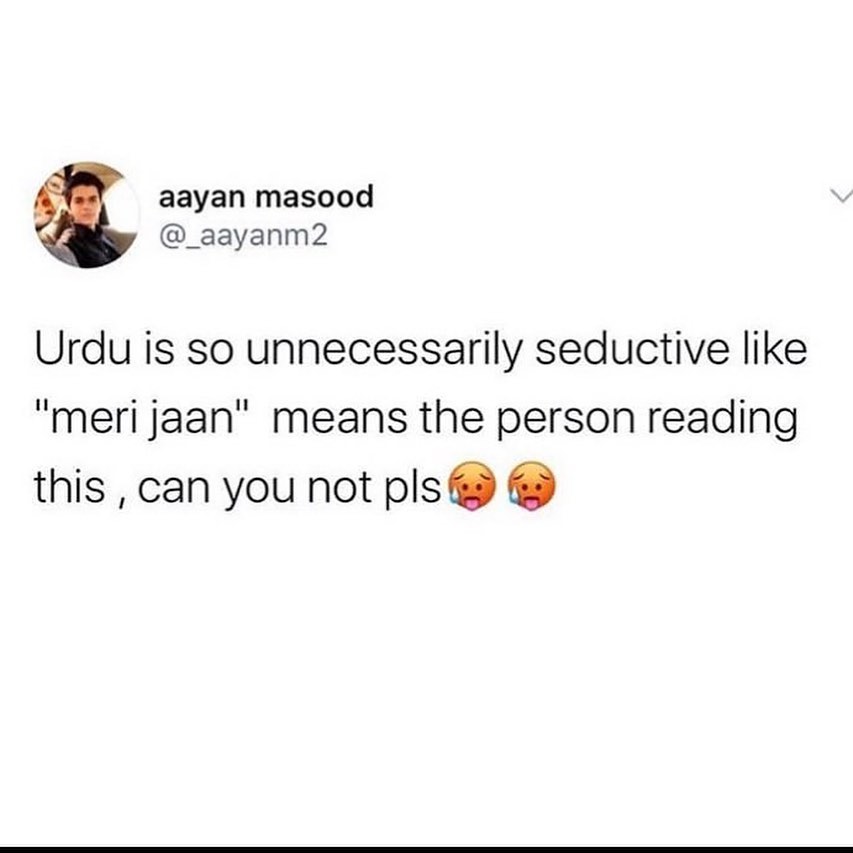 aayan masood
@_aayanm2
Urdu is so unnecessarily seductive like
"meri jaan"  means the person reading
this , can you not pls🥵🥵